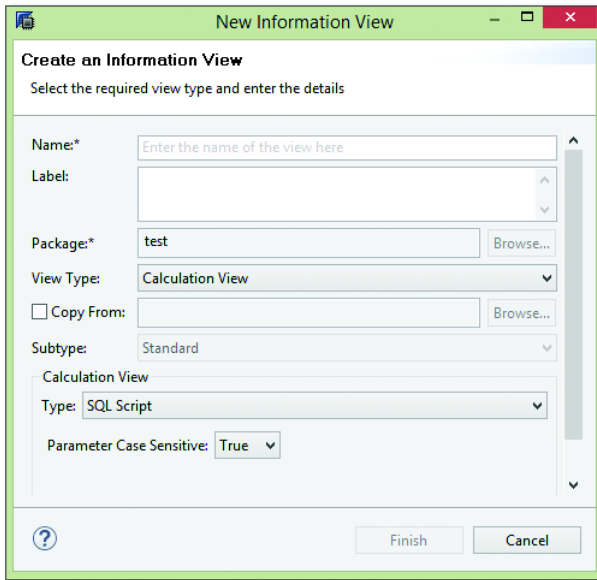 New Information View
Create an Information View
Select the required view type and enter the details
Name:* Enter the name of the view here
Label:
Package:* test Browse...
View Type: Calculation View
Copy From: Browse...
Subtype: Standard
Calculation View
Type: SQL Script
Parameter Case Sensitive: True
? Finish Cancel